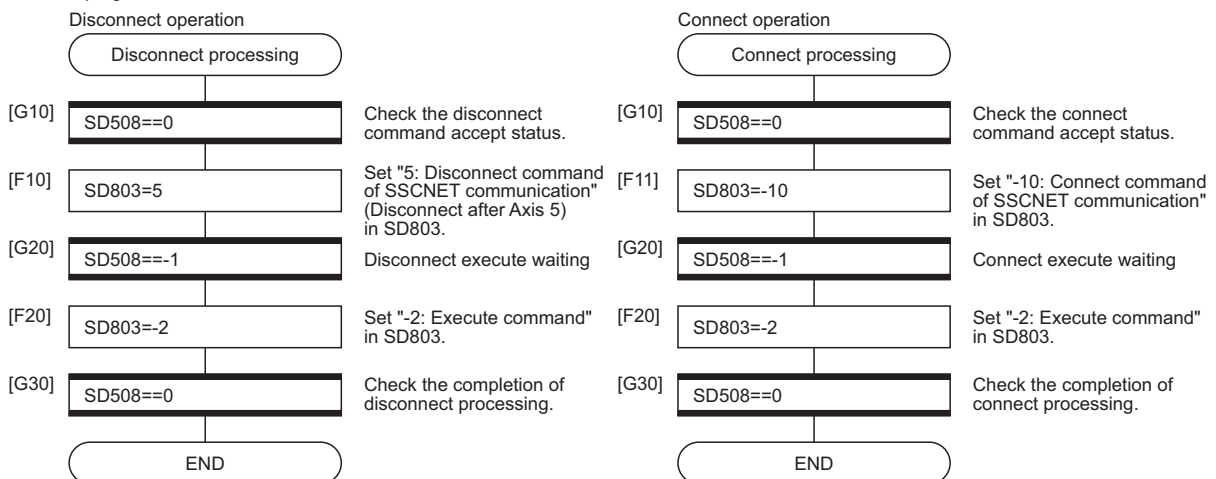 Disconnect operation
Disconnect processing
[G10]
SD508==0
Check the disconnect
command accept status.
[F10]
SD803=5
Set "5: Disconnect command
of SSCNET communication"
(Disconnect after Axis 5)
in SD803.
[G20]
SD508==-1
Disconnect execute waiting
[F20]
SD803=-2
Set "-2: Execute command"
in SD803.
[G30]
SD508==0
Check the completion of
disconnect processing.
END
Connect operation
Connect processing
[G10]
SD508==0
Check the connect
command accept status.
[F11]
SD803=-10
Set "-10: Connect command
of SSCNET communication"
in SD803.
[G20]
SD508==-1
Connect execute waiting
[F20]
SD803=-2
Set "-2: Execute command"
in SD803.
[G30]
SD508==0
Check the completion of
connect processing.
END